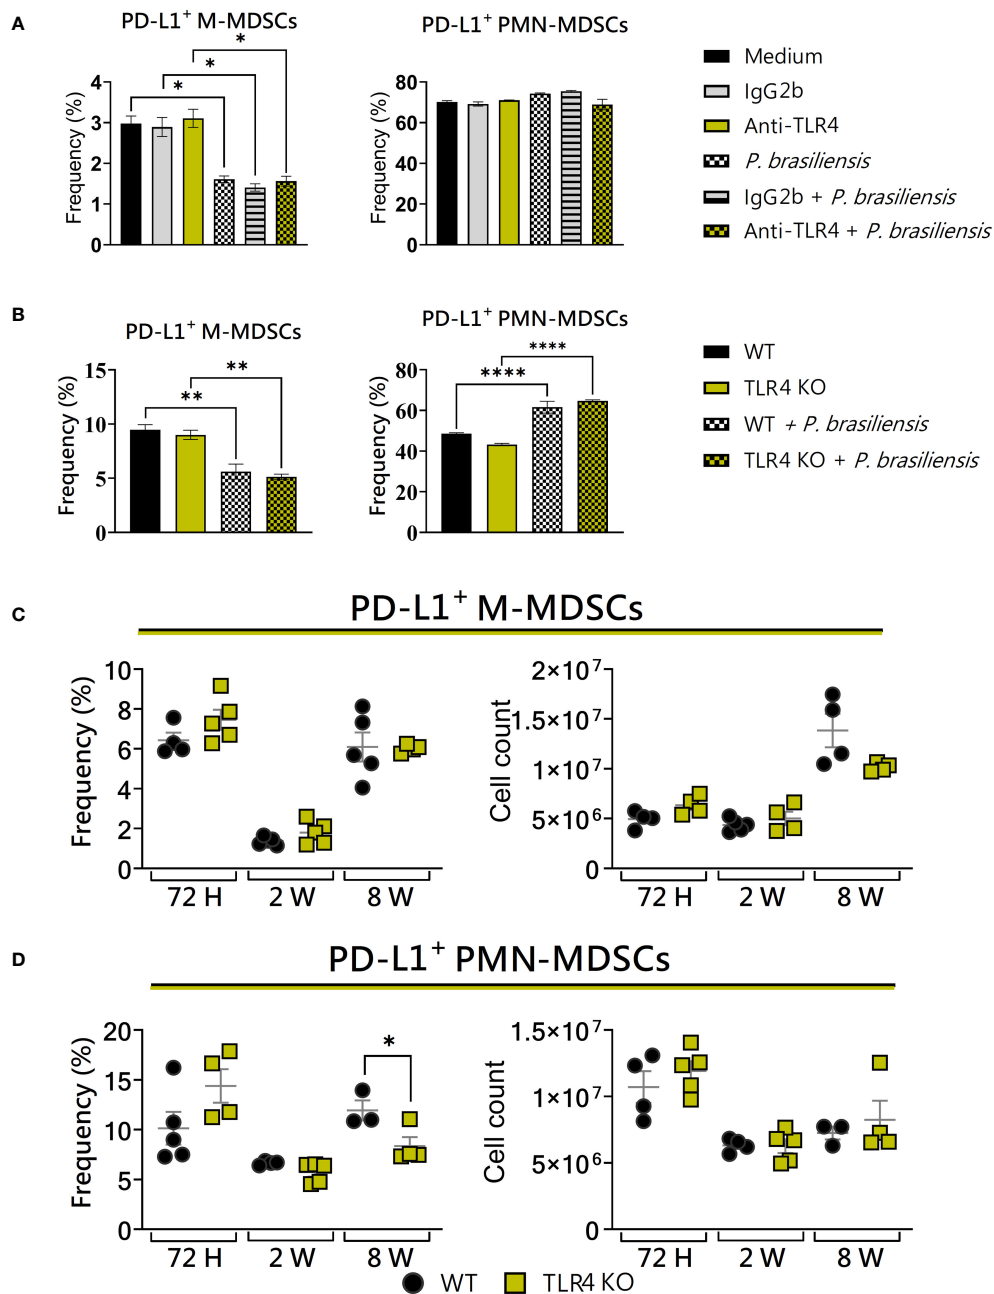 A
PD-L1+ M-MDSCs
Frequency (%)
4
3
2
1
0
*
*
*
PD-L1+ PMN-MDSCs
Frequency (%)
80
60
40
20
0
Medium
IgG2b
Anti-TLR4
P. brasiliensis
IgG2b + P. brasiliensis
Anti-TLR4 + P. brasiliensis
B
PD-L1+ M-MDSCs
Frequency (%)
15
10
5
0
**
**
PD-L1+ PMN-MDSCs
Frequency (%)
80
60
40
20
0
****
****
WT
TLR4 KO
WT + P. brasiliensis
TLR4 KO + P. brasiliensis
C
PD-L1+ M-MDSCs
Frequency (%)
10
8
6
4
2
0
72 H 2 W 8 W
Cell count
2×10^7
1.5×10^7
1×10^7
5×10^6
0
72 H 2 W 8 W
D
PD-L1+ PMN-MDSCs
Frequency (%)
20
15
10
5
0
*
72 H 2 W 8 W
Cell count
1.5×10^7
1×10^7
5×10^6
0
72 H 2 W 8 W
WT TLR4 KO